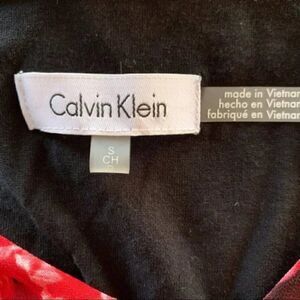 Calvin Klein
made in Vietnam
hecho en Vietnam
fabriqué en Vietnam
S
CH